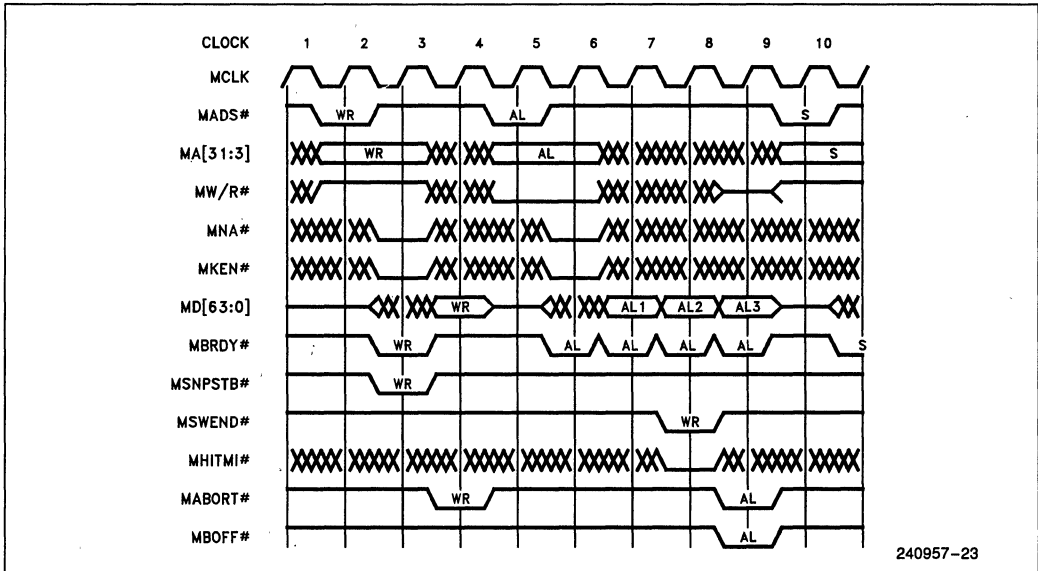 CLOCK 1 2 3 4 5 6 7 8 9 10
MCLK
MADS# WR AL S
MA[31:3] WR AL S
MW/R#
MNA#
MKEN#
MD[63:0] WR AL1 AL2 AL3
MBRDY# WR AL AL AL AL S
MSNPSTB# WR
MSWEND# WR
MHITMI#
MABORT# WR AL
MBOFF# AL
240957-23